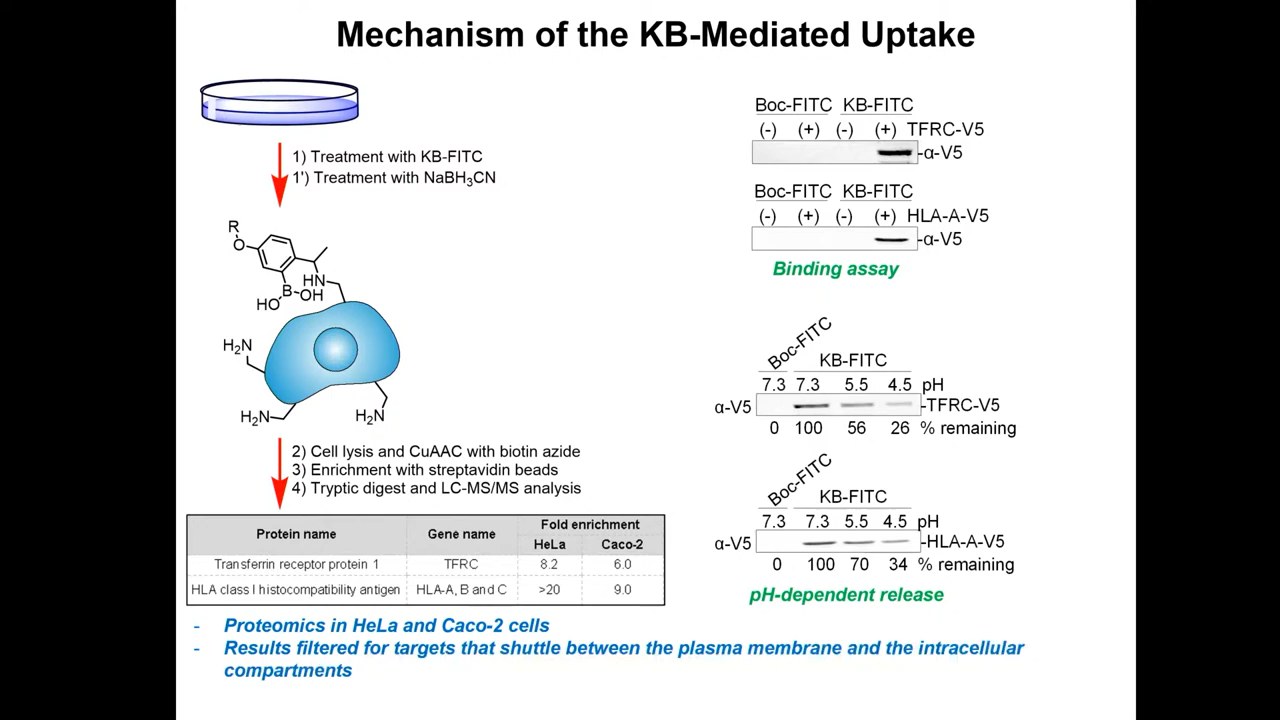 Mechanism of the KB-Mediated Uptake
1) Treatment with KB-FITC
1') Treatment with NaBH3CN
R
O
HN
B
HO
OH
H2N
H2N
H2N
2) Cell lysis and CuAAC with biotin azide
3) Enrichment with streptavidin beads
4) Tryptic digest and LC-MS/MS analysis
Protein name Gene name Fold enrichment
HeLa Caco-2
Transferrin receptor protein 1 TFRC 8.2 6.0
HLA class I histocompatibility antigen HLA-A, B and C >20 9.0
- Proteomics in HeLa and Caco-2 cells
- Results filtered for targets that shuttle between the plasma membrane and the intracellular
compartments
Boc-FITC KB-FITC
(-) (+) (-) (+) TFRC-V5
-α-V5
Boc-FITC KB-FITC
(-) (+) (-) (+) HLA-A-V5
-α-V5
Binding assay
Boc-FITC
KB-FITC
7.3 7.3 5.5 4.5 pH
α-V5 -TFRC-V5
0 100 56 26 % remaining
Boc-FITC
KB-FITC
7.3 7.3 5.5 4.5 pH
α-V5 -HLA-A-V5
0 100 70 34 % remaining
pH-dependent release